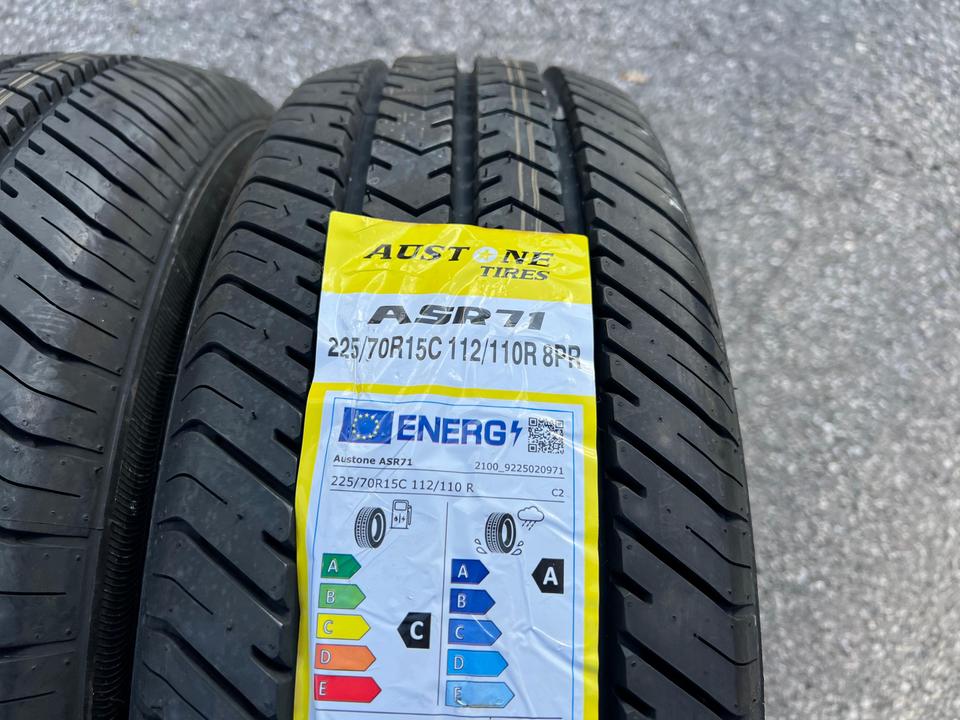 AUSTONE
TIRES
ASR71
225/70R15C 112/110R 8PR
ENERG
Austone ASR71
2100_9225020971
225/70R15C 112/110 R
C2
A
A
A
B
B
C
C
C
D
D
E
E